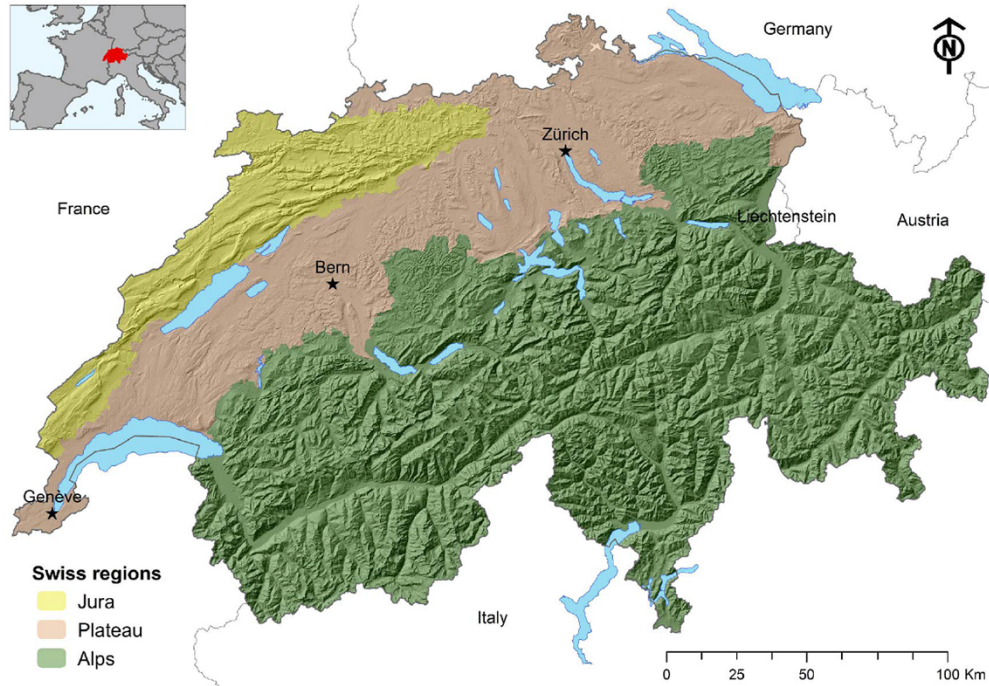 Germany
N
Zürich
France
Liechtenstein
Austria
Bern
Genève
Swiss regions
Jura
Plateau
Alps
Italy
0 25 50 100 Km